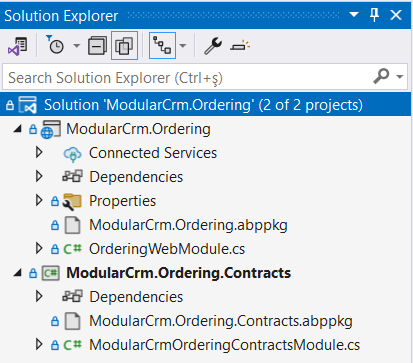 Solution Explorer
Search Solution Explorer (Ctrl+ş)
Solution 'ModularCrm.Ordering' (2 of 2 projects)
ModularCrm.Ordering
Connected Services
Dependencies
Properties
ModularCrm.Ordering.abppkg
C# OrderingWebModule.cs
C# ModularCrm.Ordering.Contracts
Dependencies
ModularCrm.Ordering.Contracts.abppkg
C# ModularCrmOrderingContractsModule.cs